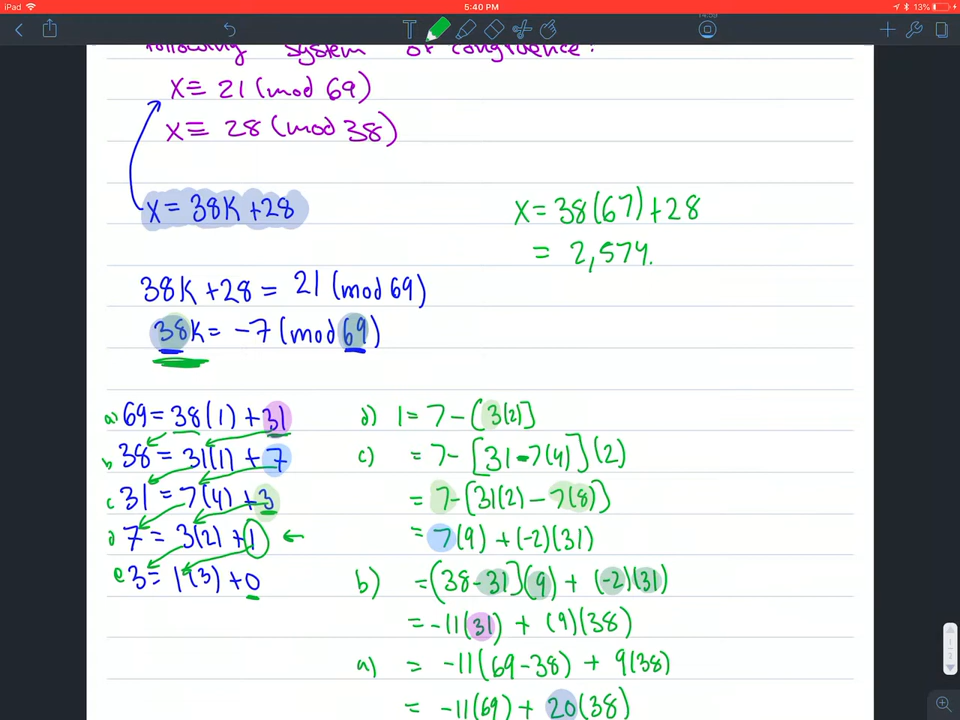 iPad
5:40 PM
13%
14:59
T
following system of congruence:
x ≡ 21 (mod 69)
x ≡ 28 (mod 38)
x = 38K + 28
x = 38(67) + 28
= 2,574.
38K + 28 = 21 (mod 69)
38K = -7 (mod 69)
a) 69 = 38(1) + 31
b 38 = 31(1) + 7
c 31 = 7(4) + 3
d 7 = 3(2) + 1 ←
e 3 = 1(3) + 0
d) 1 = 7 - [3(2)]
c) = 7 - [31 - 7(4)](2)
= 7 - (31(2) - 7(8)]
= 7(9) + (-2)(31)
b) = (38 - 31](9) + (-2)(31)
= -11(31) + (9)(38)
a) = -11(69 - 38) + 9(38)
= -11(69) + 20(38)
1
2